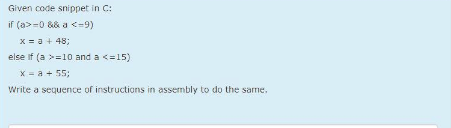 Given code snippet in C:
if (a>=0 && a <=9)
x = a + 48;
else if (a >=10 and a <=15)
x = a + 55;
Write a sequence of instructions in assembly to do the same.